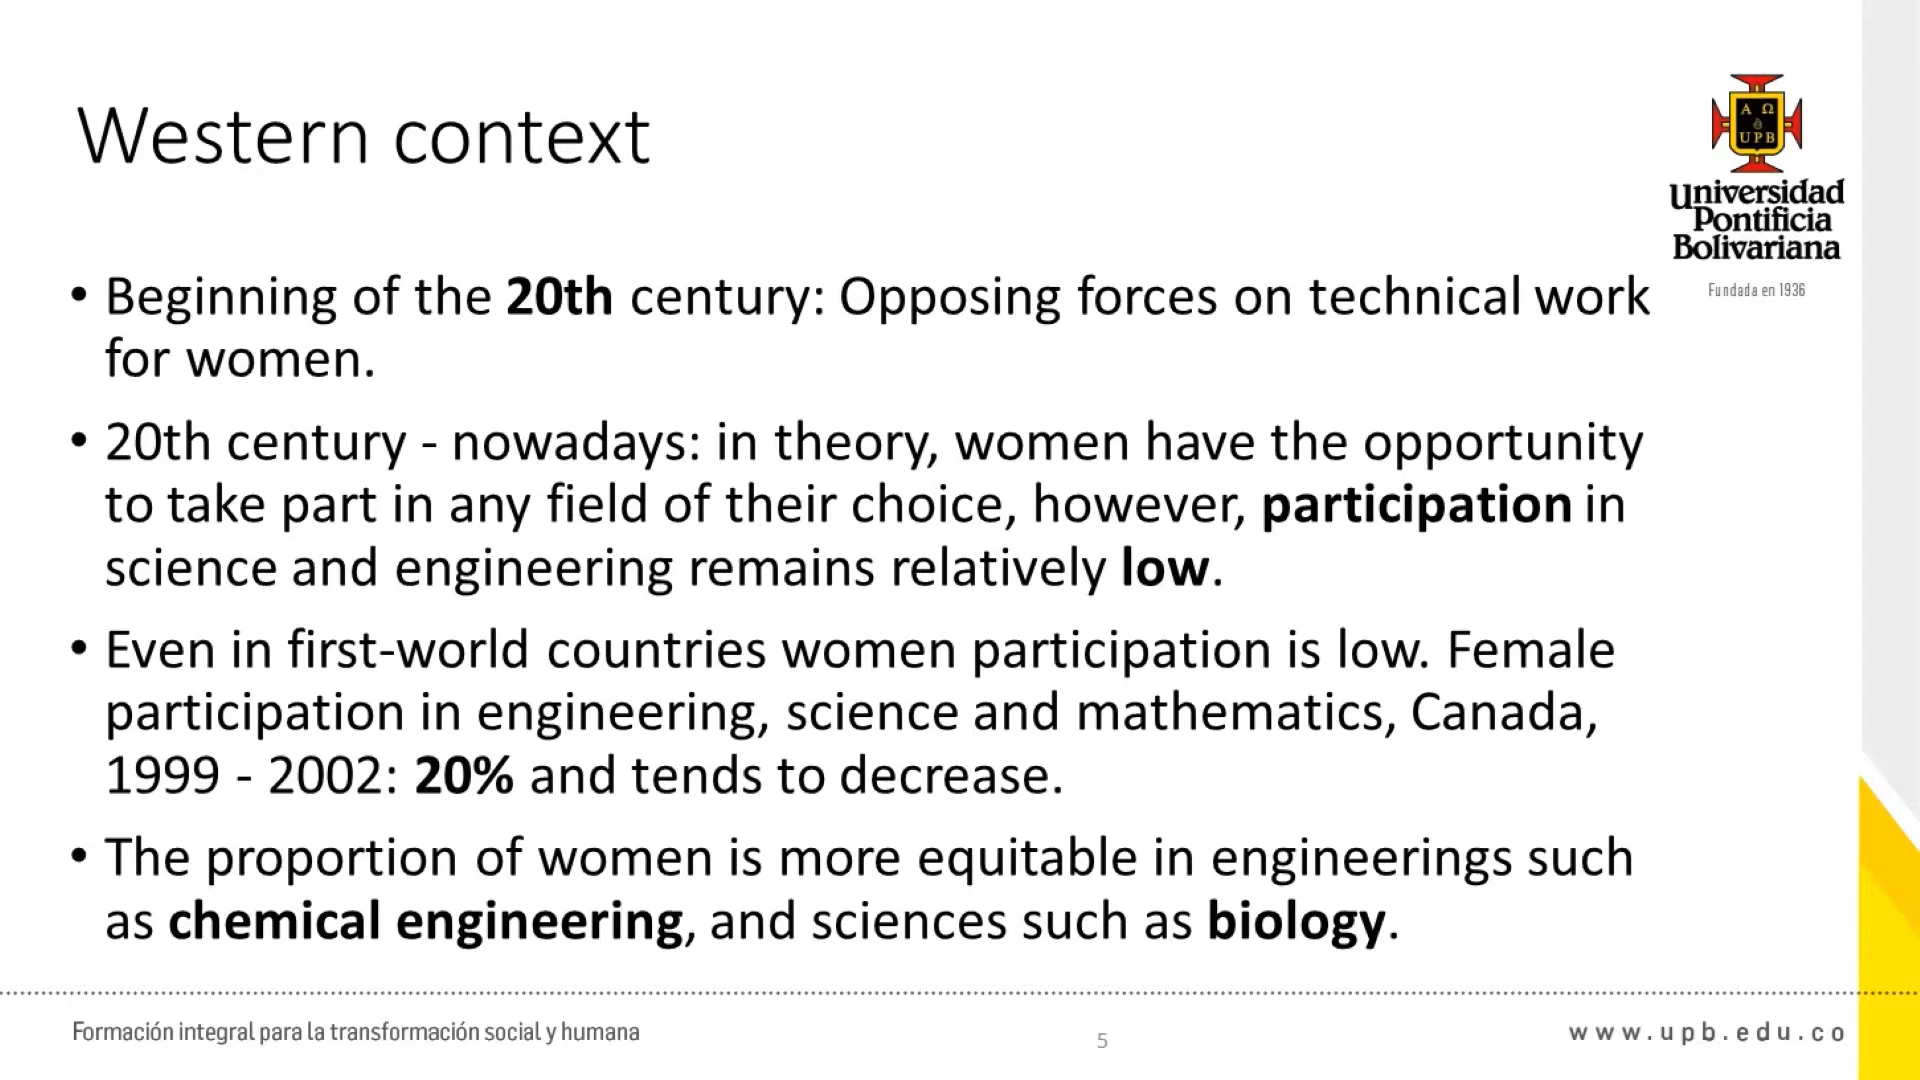 Western context
Α Ω
UPB
Universidad
Pontificia
Bolivariana
Fundada en 1936
• Beginning of the 20th century: Opposing forces on technical work
for women.
• 20th century - nowadays: in theory, women have the opportunity
to take part in any field of their choice, however, participation in
science and engineering remains relatively low.
• Even in first-world countries women participation is low. Female
participation in engineering, science and mathematics, Canada,
1999 - 2002: 20% and tends to decrease.
• The proportion of women is more equitable in engineerings such
as chemical engineering, and sciences such as biology.
Formación integral para la transformación social y humana
5
www.upb.edu.co